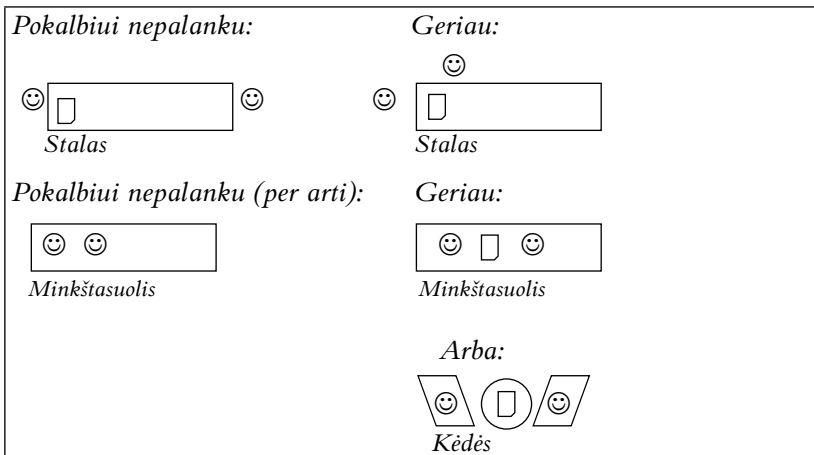 Pokalbiui nepalanku: Geriau:
Stalas Stalas
Pokalbiui nepalanku (per arti): Geriau:
Minkštasuolis Minkštasuolis
Arba:
Kėdės